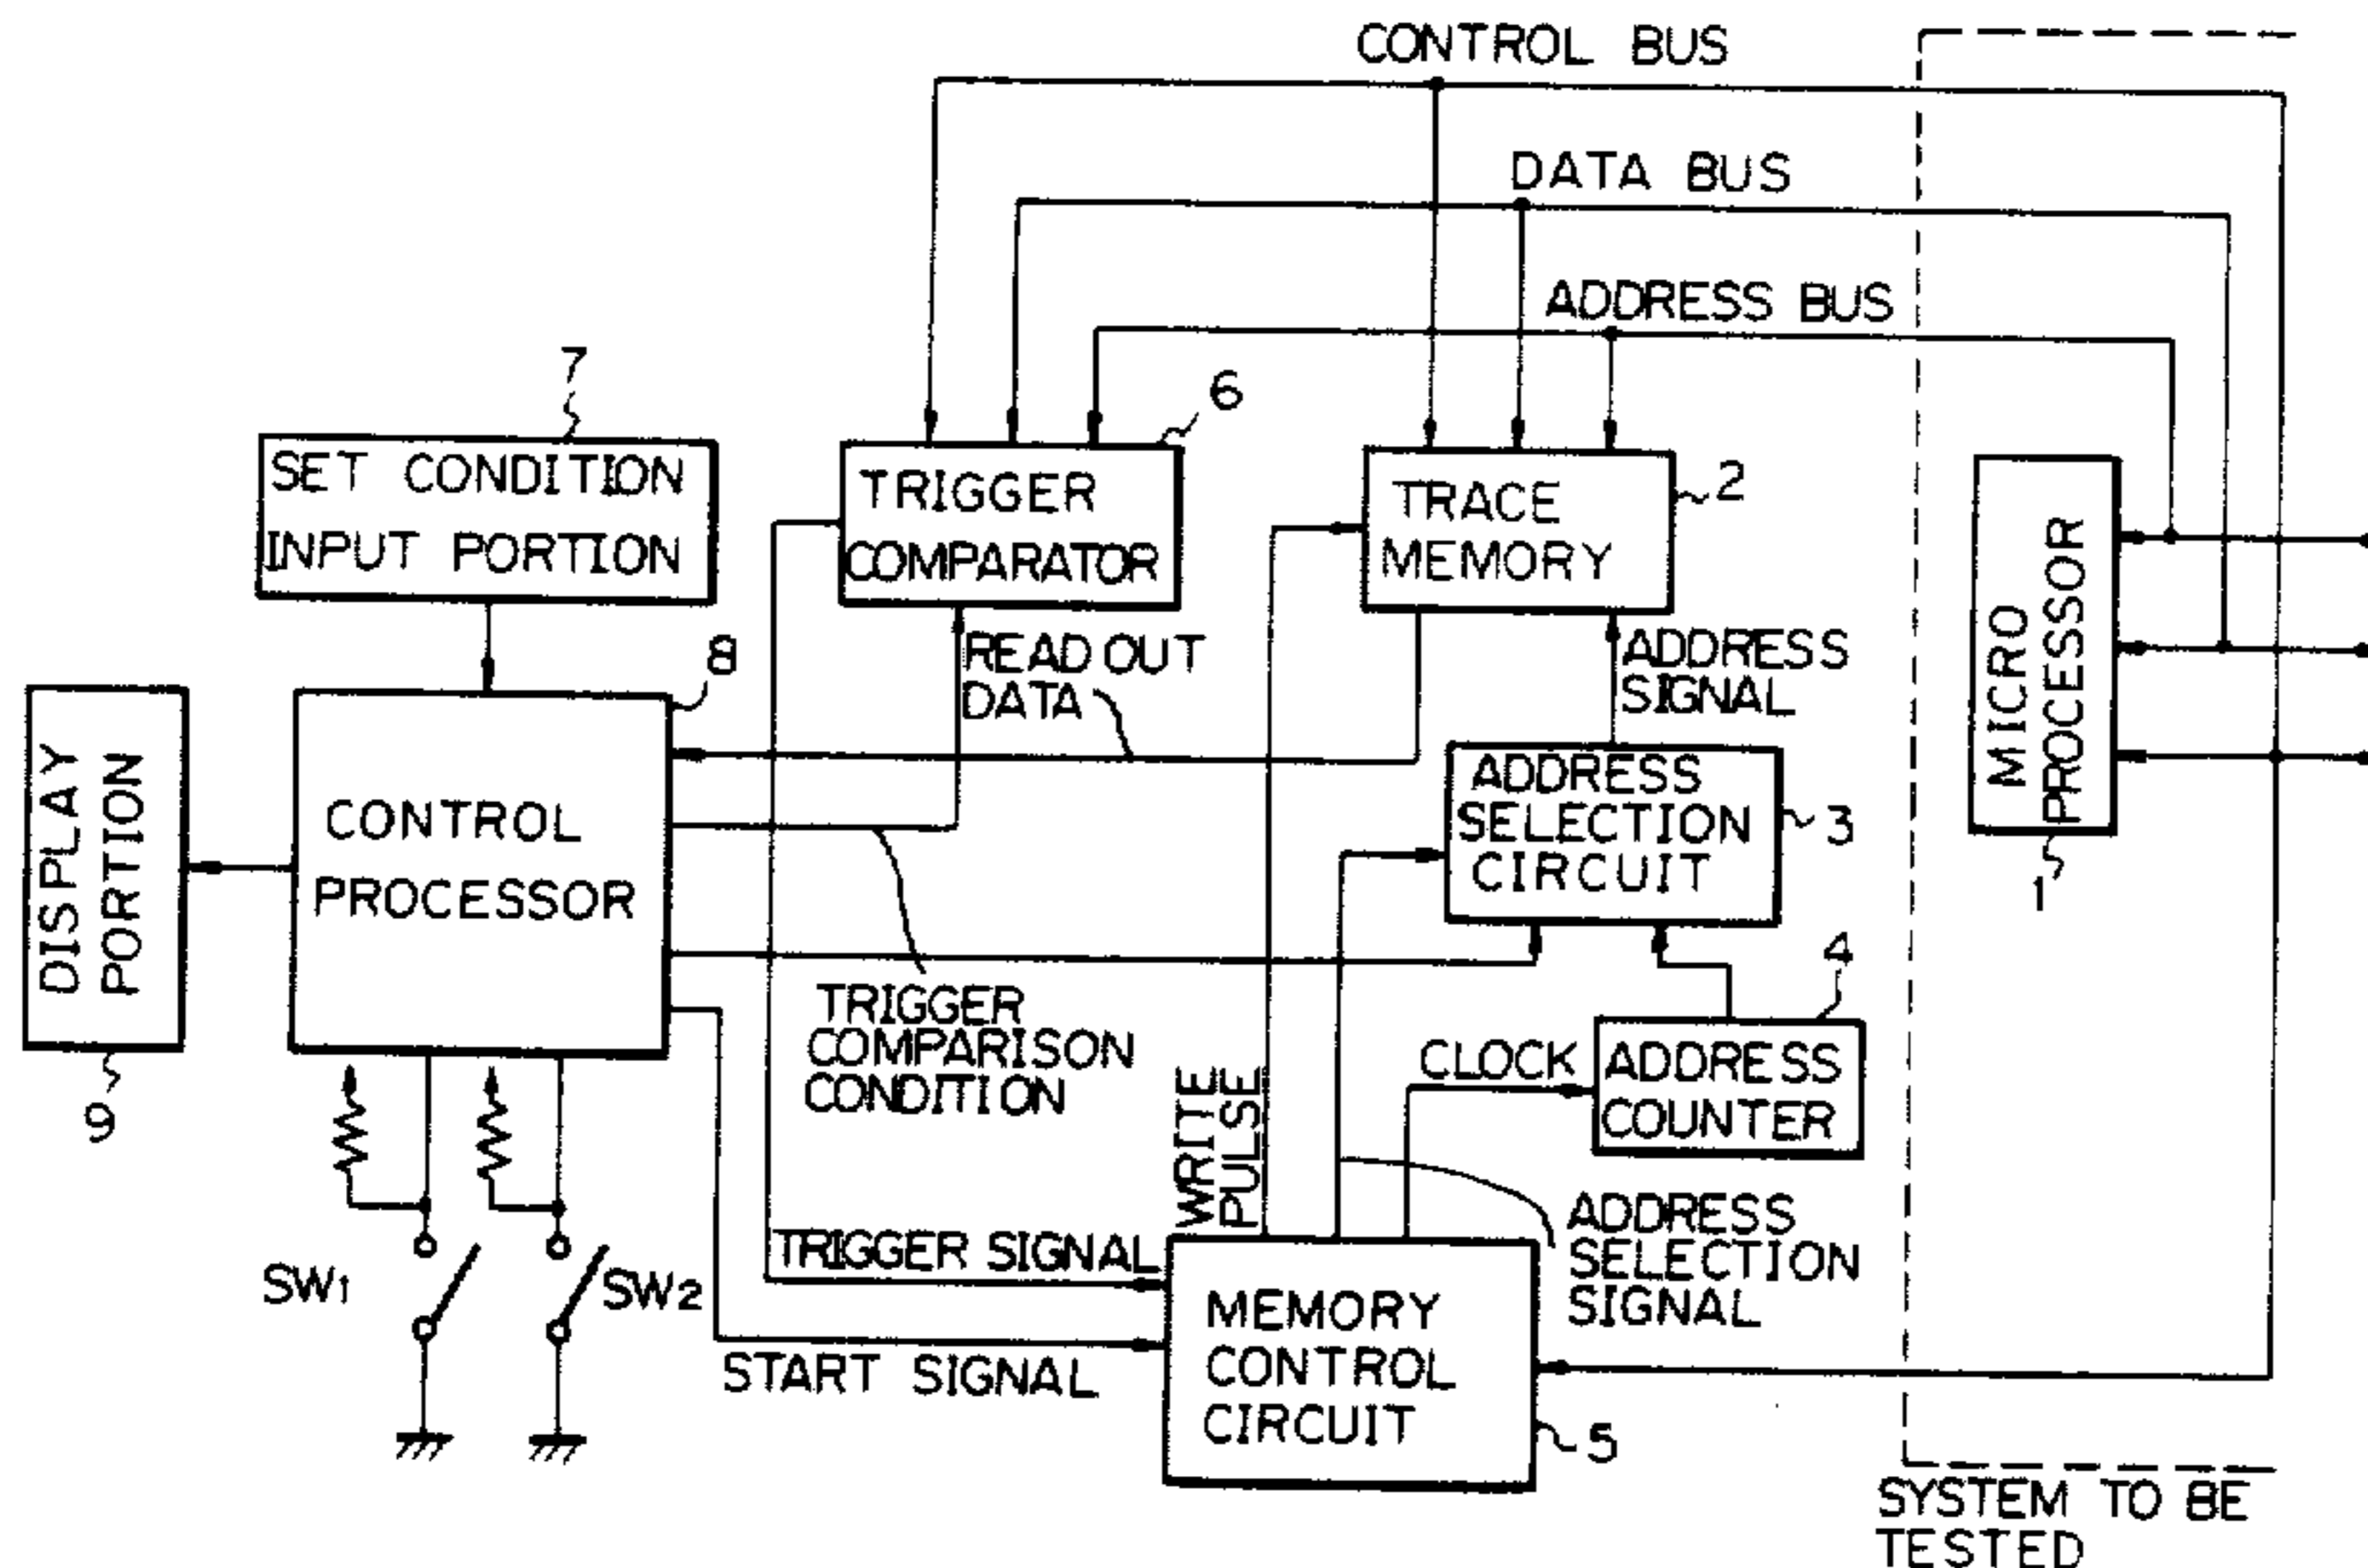 CONTROL BUS
DATA BUS
ADDRESS BUS
7
SET CONDITION
INPUT PORTION
6
TRIGGER
COMPARATOR
2
TRACE
MEMORY
MICRO
PROCESSOR
1
8
READ OUT
DATA
ADDRESS
SIGNAL
DISPLAY
PORTION
9
CONTROL
PROCESSOR
ADDRESS
SELECTION
CIRCUIT
3
4
TRIGGER
COMPARISON
CONDITION
CLOCK
ADDRESS
COUNTER
WRITE
PULSE
ADDRESS
SELECTION
SIGNAL
TRIGGER SIGNAL
SW1
SW2
START SIGNAL
MEMORY
CONTROL
CIRCUIT
5
SYSTEM TO BE
TESTED